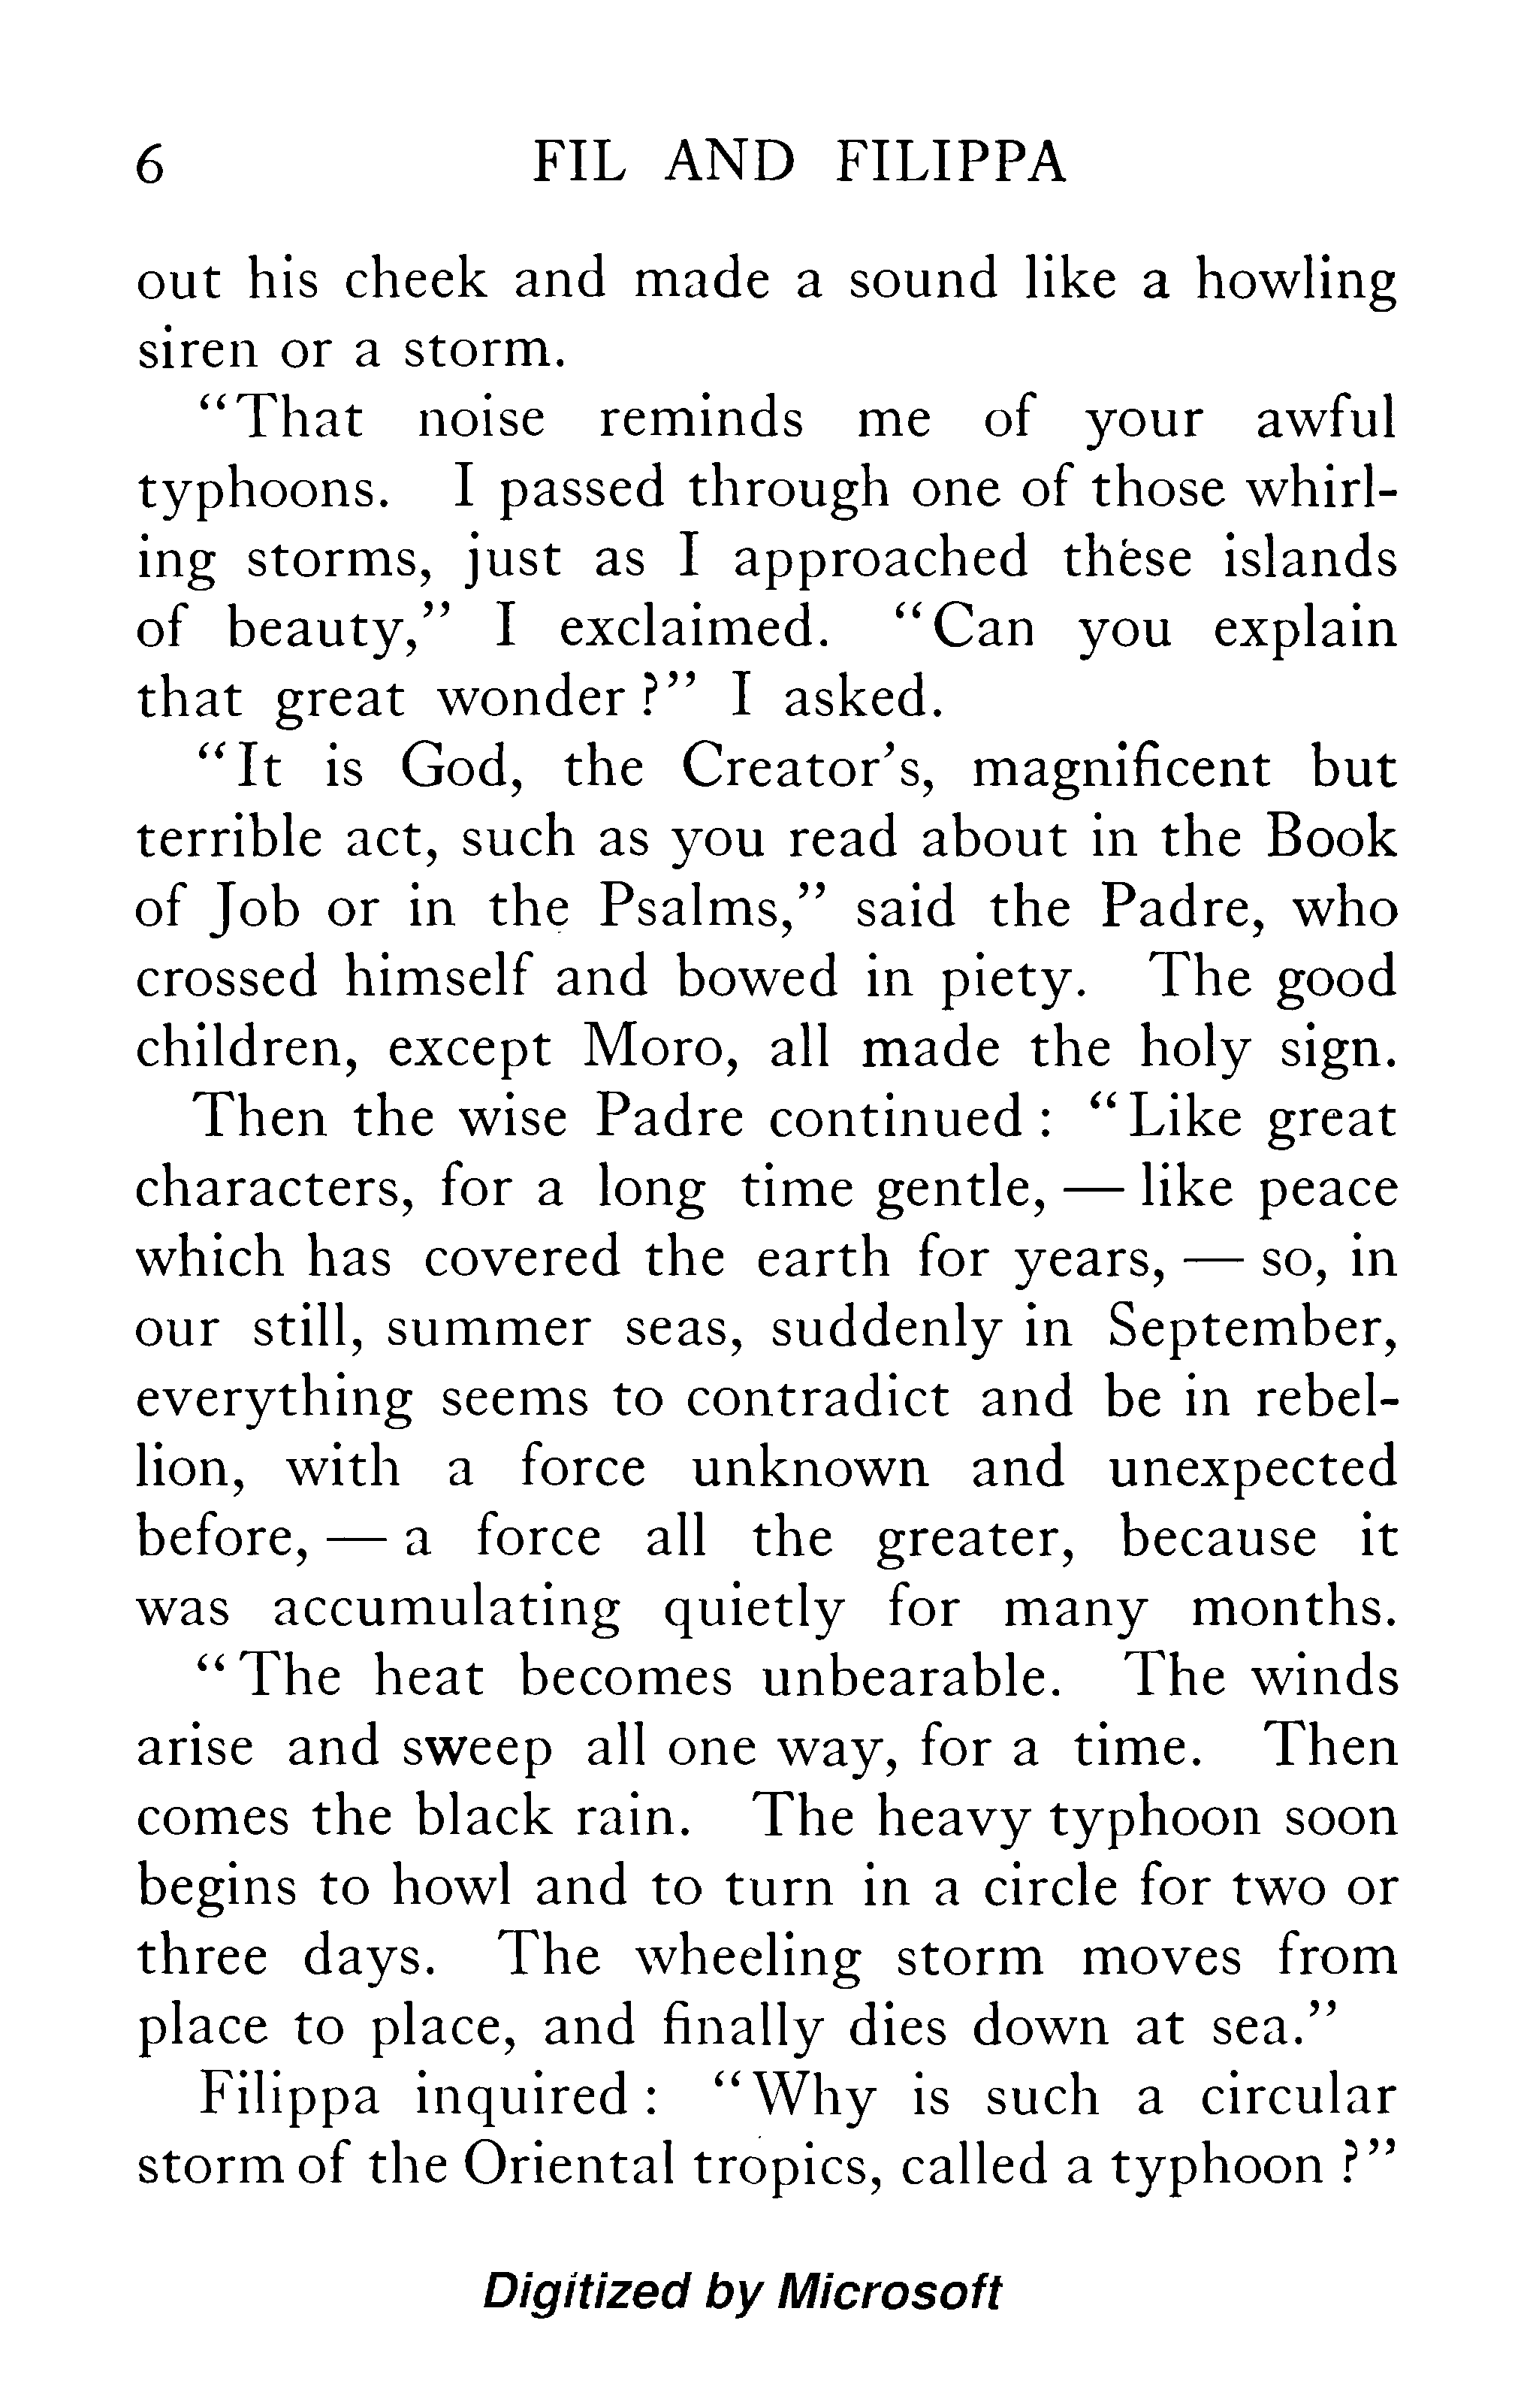 6 FIL AND FILIPPA
out his cheek and made a sound like a howling
siren or a storm.
"That noise reminds me of your awful
typhoons. I passed through one of those whirl-
ing storms, just as I approached these islands
of beauty," I exclaimed. "Can you explain
that great wonder?" I asked.
"It is God, the Creator's, magnificent but
terrible act, such as you read about in the Book
of Job or in the Psalms," said the Padre, who
crossed himself and bowed in piety. The good
children, except Moro, all made the holy sign.
Then the wise Padre continued: "Like great
characters, for a long time gentle, — like peace
which has covered the earth for years, — so, in
our still, summer seas, suddenly in September,
everything seems to contradict and be in rebel-
lion, with a force unknown and unexpected
before, — a force all the greater, because it
was accumulating quietly for many months.
"The heat becomes unbearable. The winds
arise and sweep all one way, for a time. Then
comes the black rain. The heavy typhoon soon
begins to howl and to turn in a circle for two or
three days. The wheeling storm moves from
place to place, and finally dies down at sea."
Filippa inquired: "Why is such a circular
storm of the Oriental tropics, called a typhoon?"
Digitized by Microsoft